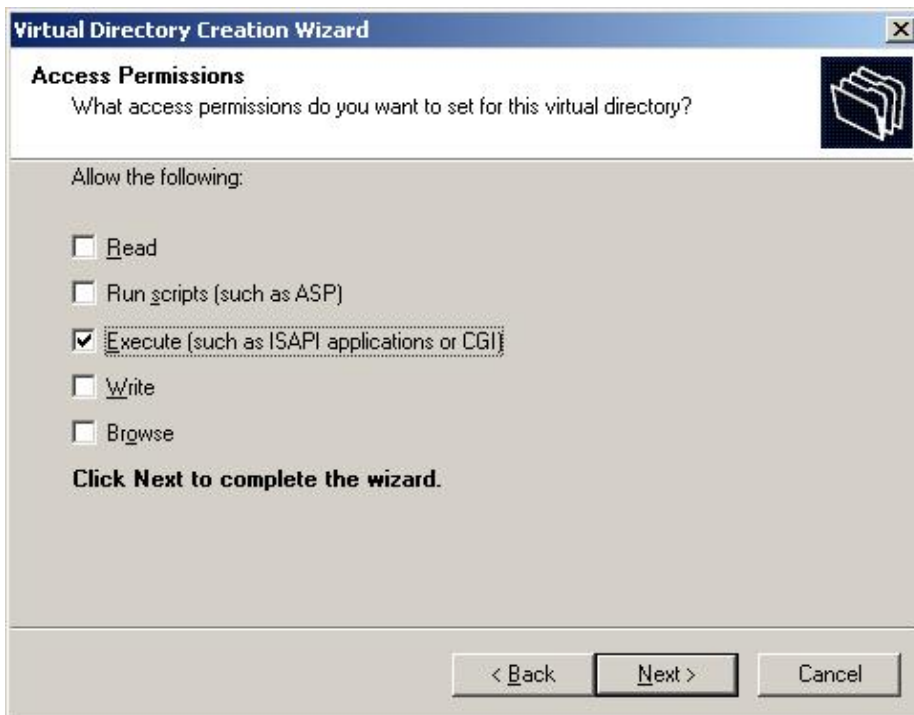 Virtual Directory Creation Wizard
Access Permissions
What access permissions do you want to set for this virtual directory?
Allow the following:
Read
Run scripts (such as ASP)
Execute (such as ISAPI applications or CGI)
Write
Browse
Click Next to complete the wizard.
< Back Next > Cancel